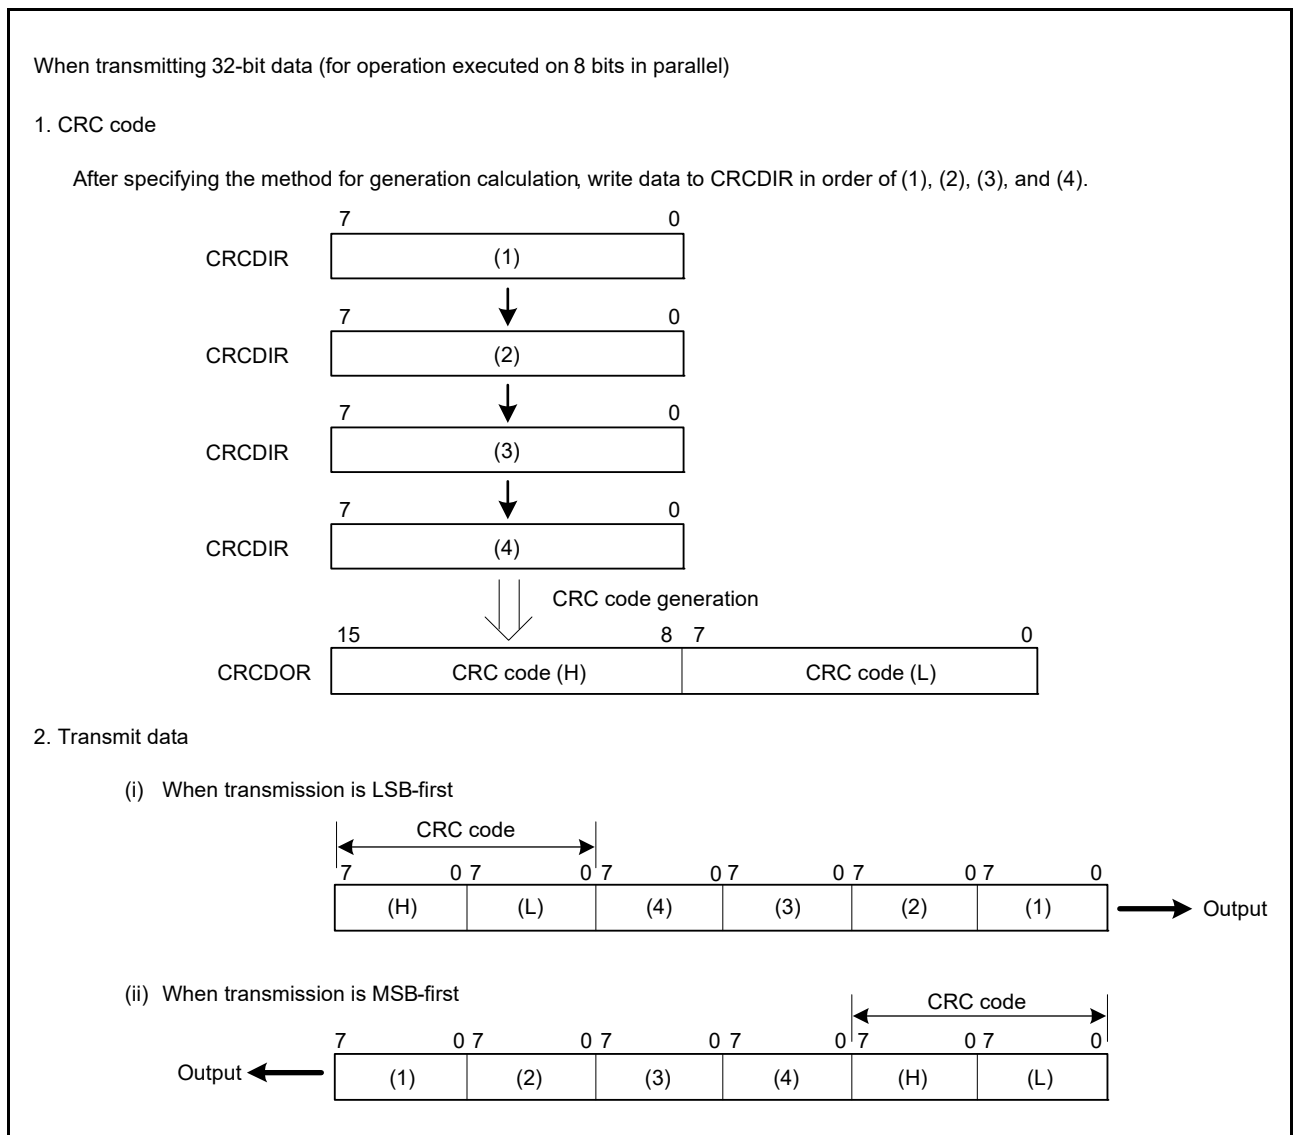 When transmitting 32-bit data (for operation executed on 8 bits in parallel)
1. CRC code
After specifying the method for generation calculation, write data to CRCDIR in order of (1), (2), (3), and (4).
7 0
CRCDIR (1)
7 0
CRCDIR (2)
7 0
CRCDIR (3)
7 0
CRCDIR (4)
CRC code generation
15 8 7 0
CRCDOR CRC code (H) CRC code (L)
2. Transmit data
(i) When transmission is LSB-first
CRC code
7 0 7 0 7 0 7 0 7 0 7 0
(H) (L) (4) (3) (2) (1) Output
(ii) When transmission is MSB-first
CRC code
7 0 7 0 7 0 7 0 7 0 7 0
Output (1) (2) (3) (4) (H) (L)